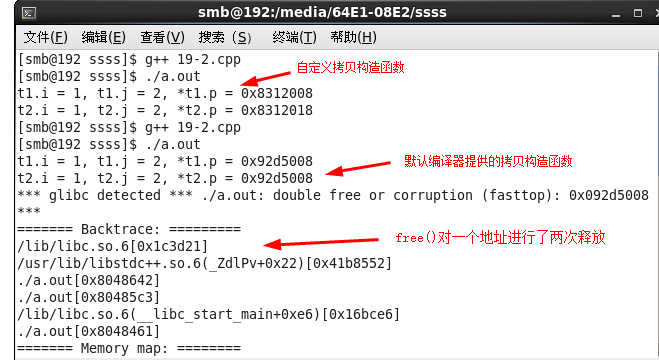 smb@192:/media/64E1-08E2/ssss
文件(F) 编辑(E) 查看(V) 搜索 (S) 终端(T) 帮助(H)
[smb@192 ssss]$ g++ 19-2.cpp
[smb@192 ssss]$ ./a.out
自定义拷贝构造函数
t1.i = 1, t1.j = 2, *t1.p = 0x8312008
t2.i = 1, t2.j = 2, *t2.p = 0x8312018
[smb@192 ssss]$ g++ 19-2.cpp
[smb@192 ssss]$ ./a.out
t1.i = 1, t1.j = 2, *t1.p = 0x92d5008
默认编译器提供的拷贝构造函数
t2.i = 1, t2.j = 2, *t2.p = 0x92d5008
*** glibc detected *** ./a.out: double free or corruption (fasttop): 0x092d5008
***
======= Backtrace: =========
free()对一个地址进行了两次释放
/lib/libc.so.6[0x1c3d21]
/usr/lib/libstdc++.so.6(_ZdlPv+0x22)[0x41b8552]
./a.out[0x8048642]
./a.out[0x80485c3]
/lib/libc.so.6(__libc_start_main+0xe6)[0x16bce6]
./a.out[0x8048461]
======= Memory map: ========